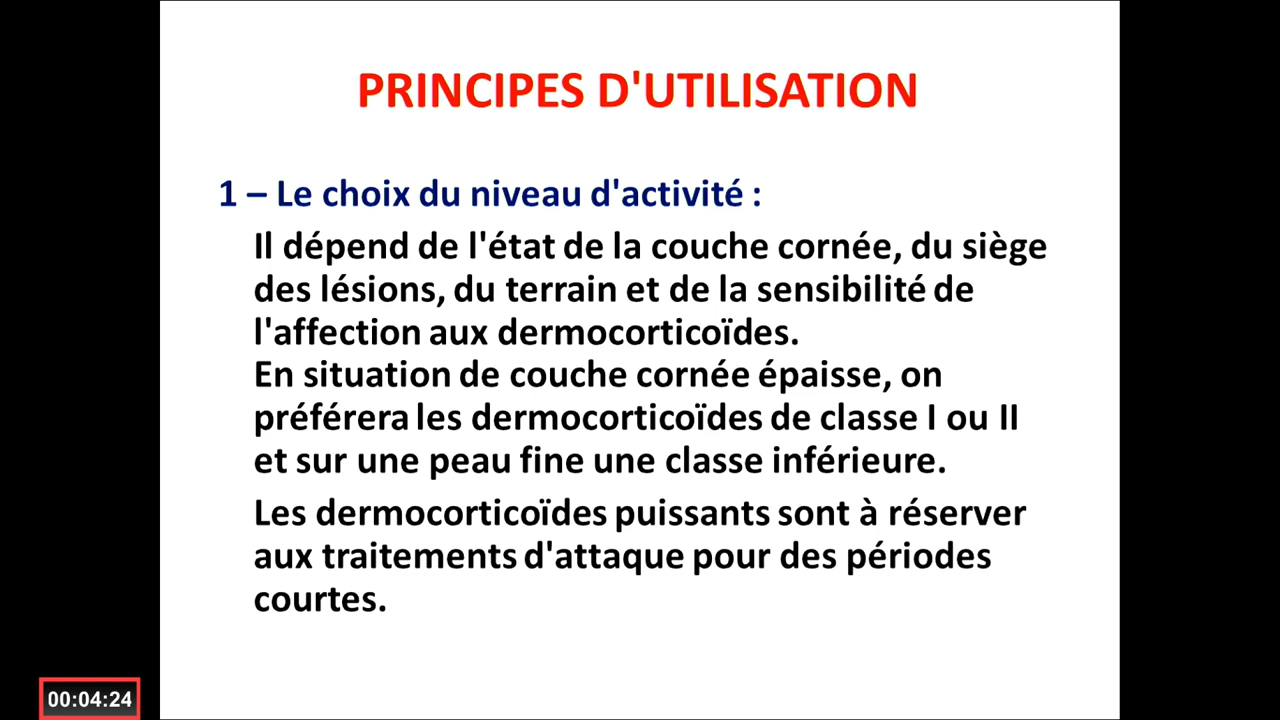 PRINCIPES D'UTILISATION
1 – Le choix du niveau d'activité :
Il dépend de l'état de la couche cornée, du siège
des lésions, du terrain et de la sensibilité de
l'affection aux dermocorticoïdes.
En situation de couche cornée épaisse, on
préférera les dermocorticoïdes de classe I ou II
et sur une peau fine une classe inférieure.
Les dermocorticoïdes puissants sont à réserver
aux traitements d'attaque pour des périodes
courtes.
00:04:24